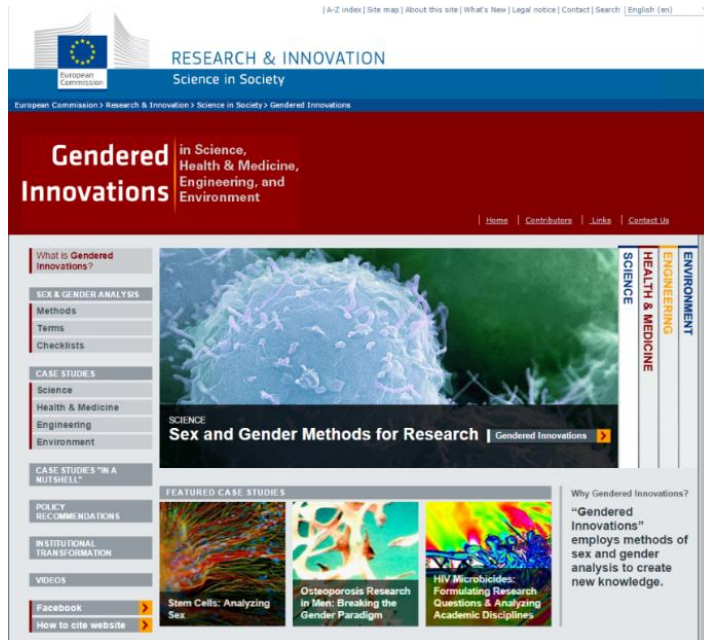 | A-Z index | Site map | About this site | What's New | Legal notice | Contact | Search | English (en)
European
Commission
RESEARCH & INNOVATION
Science in Society
European Commission > Research & Innovation > Science in Society > Gendered Innovations
Gendered
Innovations
in Science,
Health & Medicine,
Engineering, and
Environment
| Home | Contributors | Links | Contact Us
What is Gendered
Innovations?
SEX & GENDER ANALYSIS
Methods
Terms
Checklists
CASE STUDIES
Science
Health & Medicine
Engineering
Environment
CASE STUDIES "IN A
NUTSHELL"
POLICY
RECOMMENDATIONS
INSTITUTIONAL
TRANSFORMATION
VIDEOS
Facebook
How to cite website
SCIENCE
Sex and Gender Methods for Research | Gendered Innovations
SCIENCE
HEALTH & MEDICINE
ENGINEERING
ENVIRONMENT
FEATURED CASE STUDIES
Stem Cells: Analyzing
Sex
Osteoporosis Research
in Men: Breaking the
Gender Paradigm
HIV Microbicides:
Formulating Research
Questions & Analyzing
Academic Disciplines
Why Gendered Innovations?
"Gendered
Innovations"
employs methods of
sex and gender
analysis to create
new knowledge.